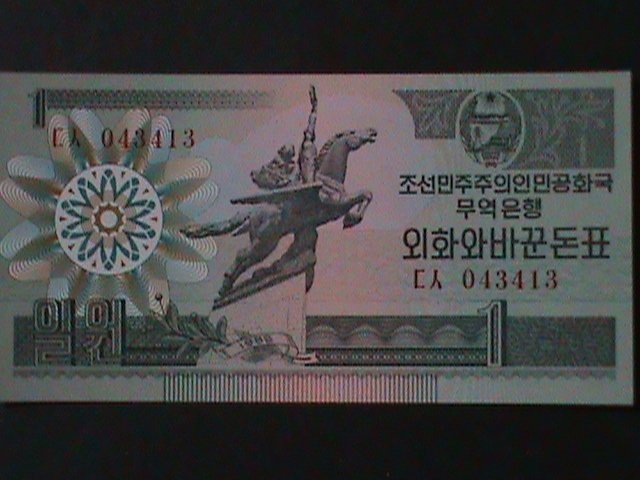 1
ㄷㅅ 043413
조선민주주의인민공화국
무역은행
외화와바꾼돈표
ㄷㅅ 043413
일 원
1